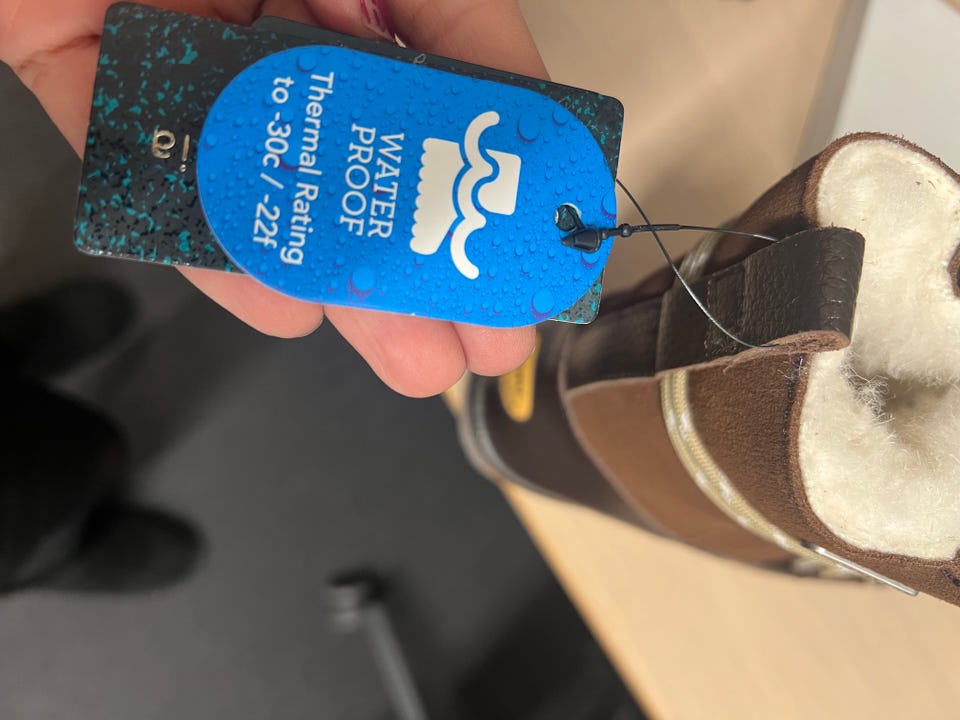 WATER
PROOF
Thermal Rating
to -30c / -22f